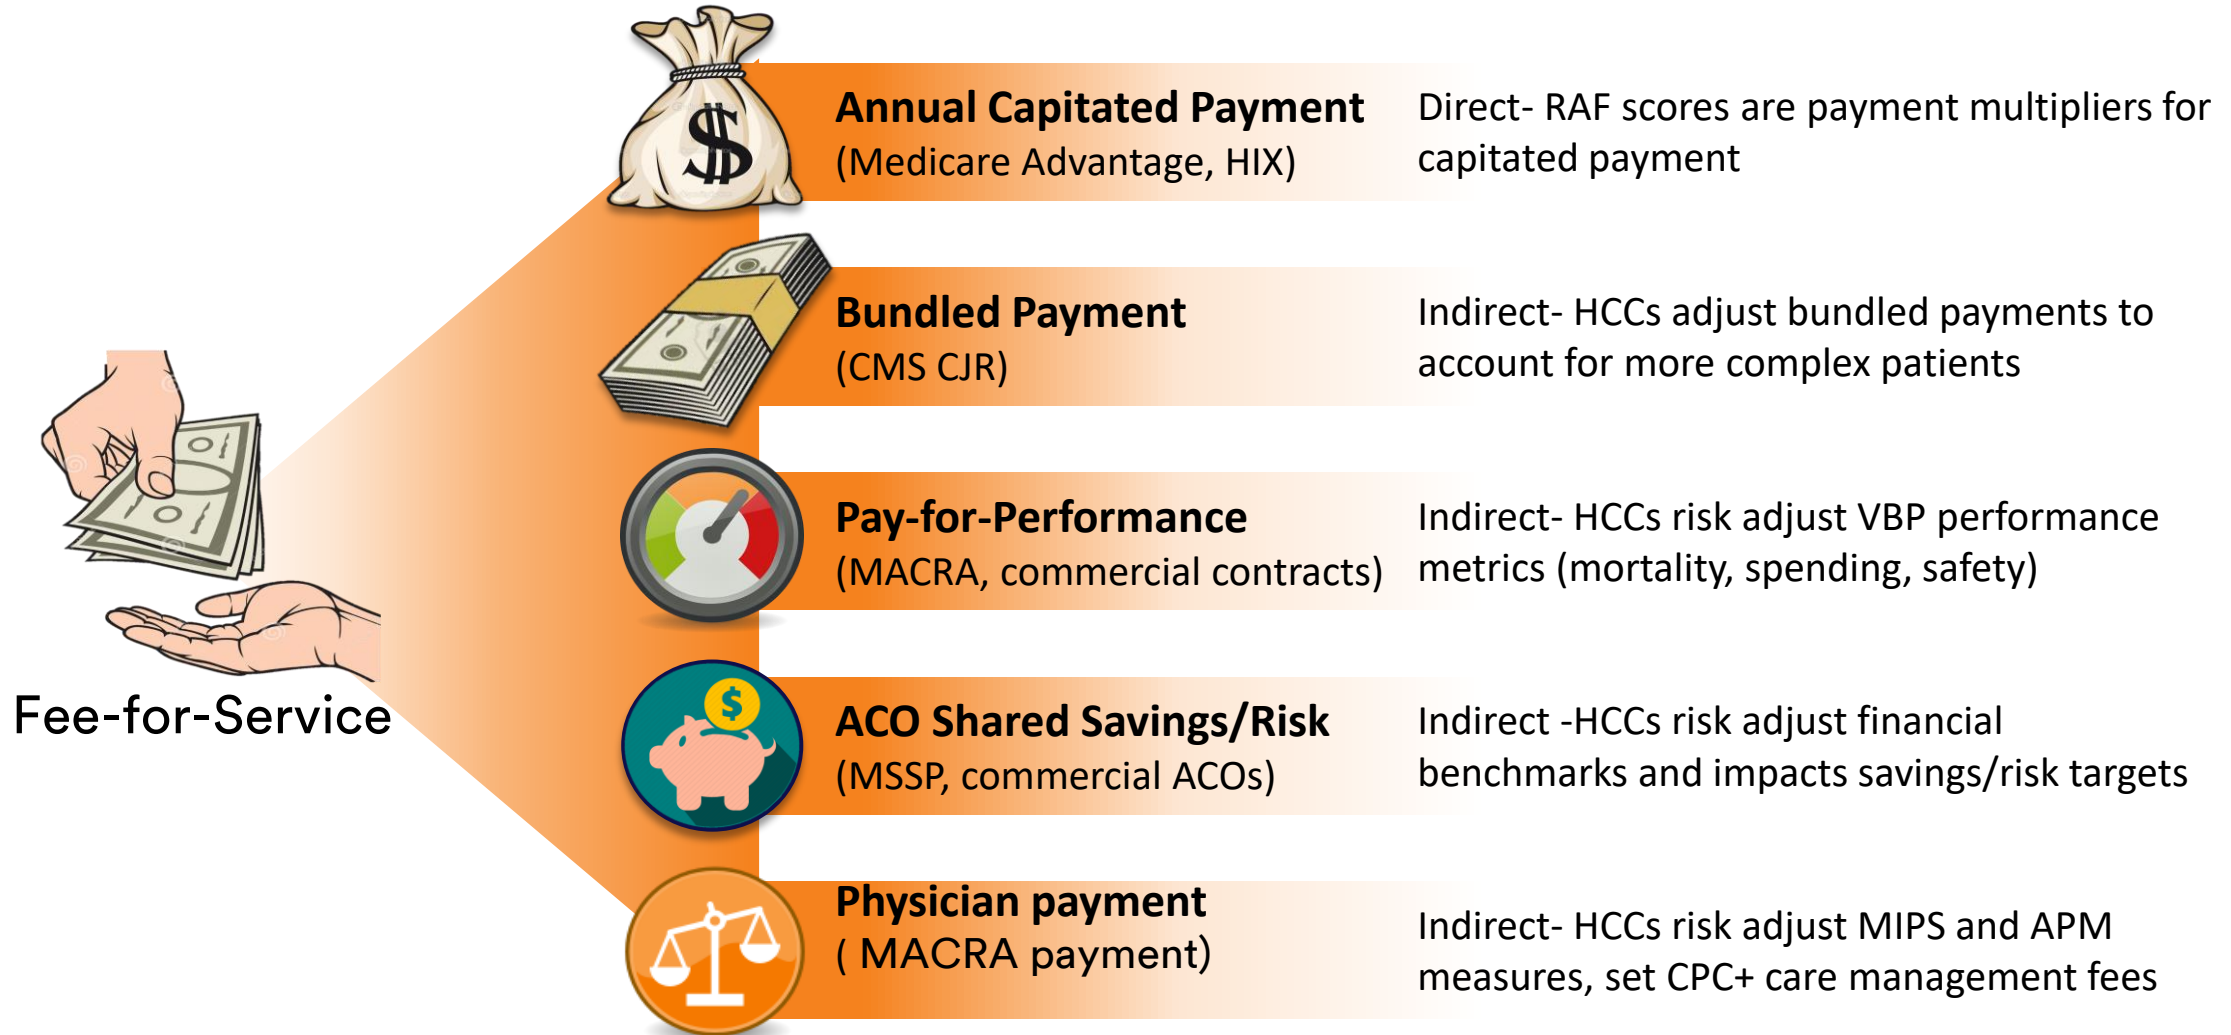 Annual Capitated Payment
(Medicare Advantage, HIX)
Direct- RAF scores are payment multipliers for
capitated payment
Bundled Payment
(CMS CJR)
Indirect- HCCs adjust bundled payments to
account for more complex patients
Pay-for-Performance
(MACRA, commercial contracts)
Indirect- HCCs risk adjust VBP performance
metrics (mortality, spending, safety)
Fee-for-Service
ACO Shared Savings/Risk
(MSSP, commercial ACOs)
Indirect -HCCs risk adjust financial
benchmarks and impacts savings/risk targets
Physician payment
( MACRA payment)
Indirect- HCCs risk adjust MIPS and APM
measures, set CPC+ care management fees